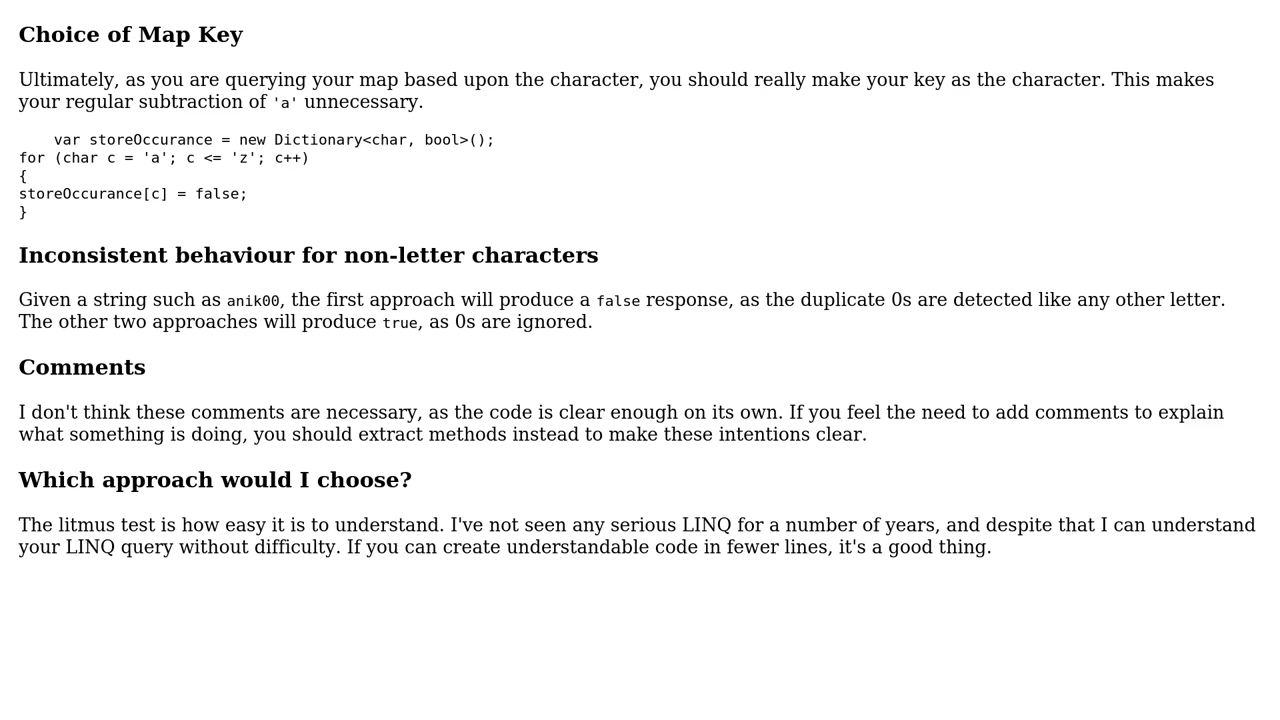 Choice of Map Key
Ultimately, as you are querying your map based upon the character, you should really make your key as the character. This makes
your regular subtraction of 'a' unnecessary.
    var storeOccurance = new Dictionary<char, bool>();
for (char c = 'a'; c <= 'z'; c++)
{
storeOccurance[c] = false;
}
Inconsistent behaviour for non-letter characters
Given a string such as anik00, the first approach will produce a false response, as the duplicate 0s are detected like any other letter.
The other two approaches will produce true, as 0s are ignored.
Comments
I don't think these comments are necessary, as the code is clear enough on its own. If you feel the need to add comments to explain
what something is doing, you should extract methods instead to make these intentions clear.
Which approach would I choose?
The litmus test is how easy it is to understand. I've not seen any serious LINQ for a number of years, and despite that I can understand
your LINQ query without difficulty. If you can create understandable code in fewer lines, it's a good thing.